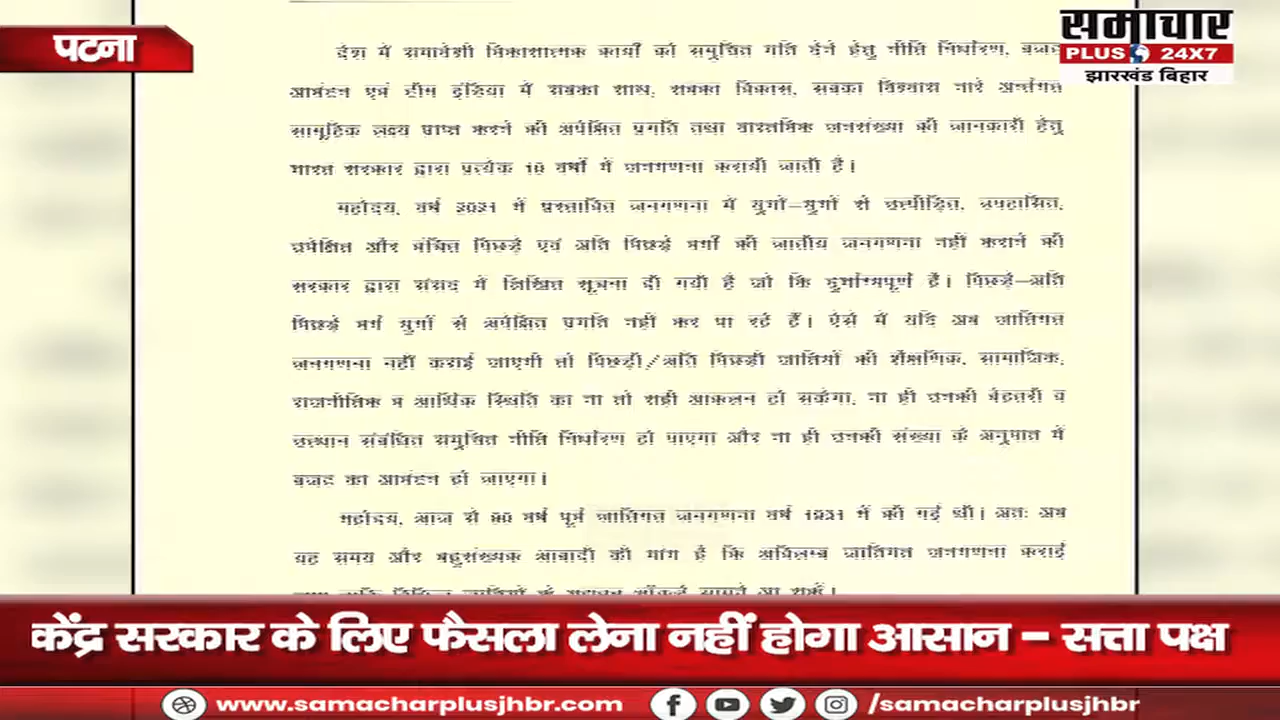 पटना
समाचार
PLUS 24X7
झारखंड बिहार
देश में समावेशी विकासात्मक कार्यों को समुचित गति देने हेतु नीति निर्धारण, बजट
आवंटन एवं टीम इंडिया में सबका साथ, सबका विकास, सबका विश्वास नारे अन्तर्गत
सामूहिक लक्ष्य प्राप्त करने की अपेक्षित प्रगति तथा वास्तविक जनसंख्या की जानकारी हेतु
भारत सरकार द्वारा प्रत्येक 10 वर्षों में जनगणना करायी जाती है।
महोदय, वर्ष 2021 में प्रस्तावित जनगणना में युगों–युगों से उत्पीड़ित, उपहासित,
उपेक्षित और वंचित पिछड़े एवं अति पिछड़े वर्गों की जातीय जनगणना नहीं कराने की
सरकार द्वारा संसद में लिखित सूचना दी गयी है जो कि दुर्भाग्यपूर्ण है। पिछड़े–अति
पिछड़े वर्ग युगों से अपेक्षित प्रगति नहीं कर पा रहे हैं। ऐसे में यदि अब जातिगत
जनगणना नहीं कराई जाएगी तो पिछड़ी/अति पिछड़ी जातियों की शैक्षणिक, सामाजिक,
राजनीतिक व आर्थिक स्थिति का ना तो सही आकलन हो सकेगा, ना ही उनकी बेहतरी व
उत्थान संबंधित समुचित नीति निर्धारण हो पाएगा और ना ही उनकी संख्या के अनुपात में
बजट का आवंटन हो पाएगा।
महोदय, आज से 90 वर्ष पूर्व जातिगत जनगणना वर्ष 1931 में की गई थी। अतः अब
यह समय और बहुसंख्यक आबादी की मांग है कि अविलम्ब जातिगत जनगणना कराई
केंद्र सरकार के लिए फैसला लेना नहीं होगा आसान – सत्ता पक्ष
www.samacharplusjhbr.com
/samacharplusjhbr